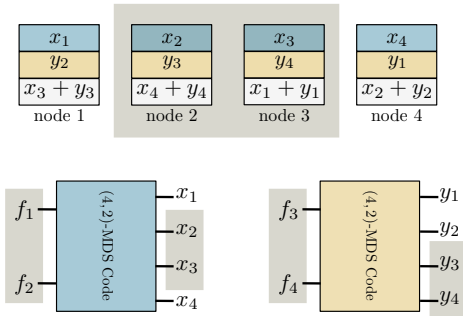 x₁ x₂ x₃ x₄
y₂ y₃ y₄ y₁
x₃ + y₃ x₄ + y₄ x₁ + y₁ x₂ + y₂
node 1 node 2 node 3 node 4
f₁
f₂
(4, 2)-MDS Code
x₁
x₂
x₃
x₄
f₃
f₄
(4, 2)-MDS Code
y₁
y₂
y₃
y₄